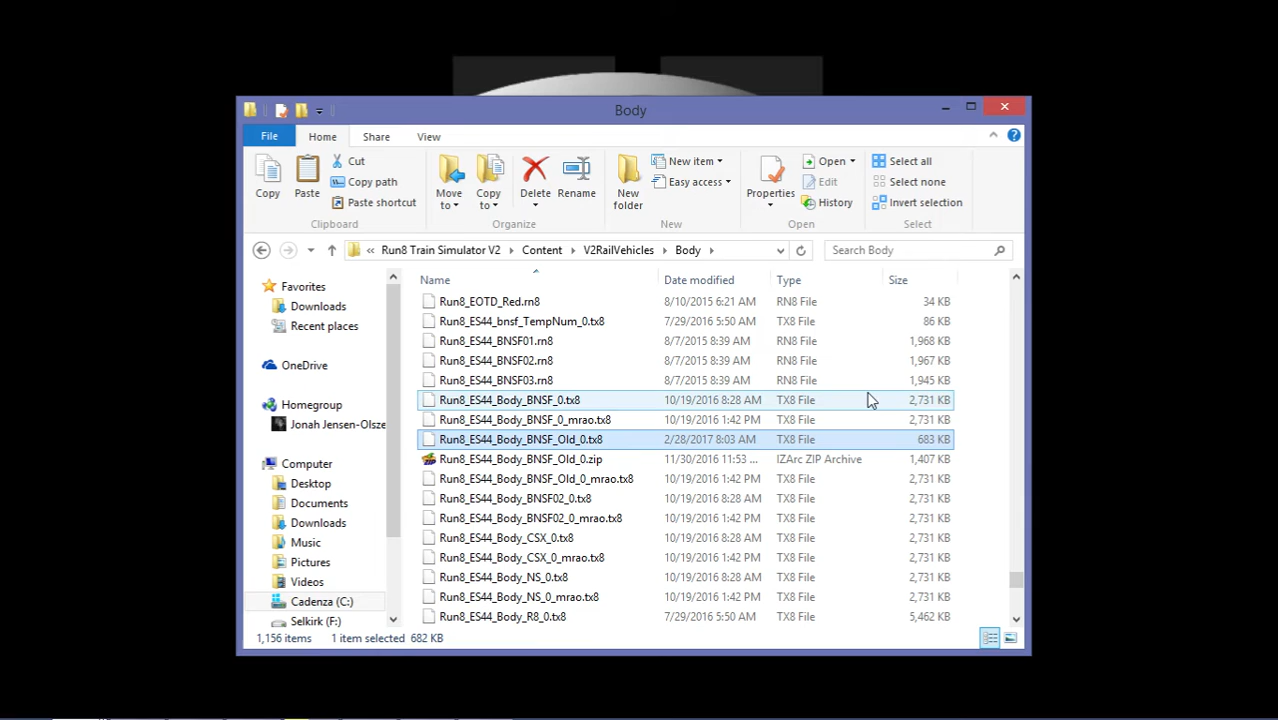 Body
File Home Share View
Copy Paste Cut Copy path Paste shortcut Move to Copy to Delete Rename New folder New item Easy access Properties Open Edit History Select all Select none Invert selection
Clipboard Organize New Open Select
« Run8 Train Simulator V2 Content V2RailVehicles Body Search Body
Name Date modified Type Size
Favorites
Downloads
Recent places
OneDrive
Homegroup
Jonah Jensen-Olsze
Computer
Desktop
Documents
Downloads
Music
Pictures
Videos
Cadenza (C:)
Selkirk (F:)
Run8_EOTD_Red.rn8 8/10/2015 6:21 AM RN8 File 34 KB
Run8_ES44_bnsf_TempNum_0.tx8 7/29/2016 5:50 AM TX8 File 86 KB
Run8_ES44_BNSF01.rn8 8/7/2015 8:39 AM RN8 File 1,968 KB
Run8_ES44_BNSF02.rn8 8/7/2015 8:39 AM RN8 File 1,967 KB
Run8_ES44_BNSF03.rn8 8/7/2015 8:39 AM RN8 File 1,945 KB
Run8_ES44_Body_BNSF_0.tx8 10/19/2016 8:28 AM TX8 File 2,731 KB
Run8_ES44_Body_BNSF_0_mrao.tx8 10/19/2016 1:42 PM TX8 File 2,731 KB
Run8_ES44_Body_BNSF_Old_0.tx8 2/28/2017 8:03 AM TX8 File 683 KB
Run8_ES44_Body_BNSF_Old_0.zip 11/30/2016 11:53 ... IZArc ZIP Archive 1,407 KB
Run8_ES44_Body_BNSF_Old_0_mrao.tx8 10/19/2016 1:42 PM TX8 File 2,731 KB
Run8_ES44_Body_BNSF02_0.tx8 10/19/2016 8:28 AM TX8 File 2,731 KB
Run8_ES44_Body_BNSF02_0_mrao.tx8 10/19/2016 1:42 PM TX8 File 2,731 KB
Run8_ES44_Body_CSX_0.tx8 10/19/2016 8:28 AM TX8 File 2,731 KB
Run8_ES44_Body_CSX_0_mrao.tx8 10/19/2016 1:42 PM TX8 File 2,731 KB
Run8_ES44_Body_NS_0.tx8 10/19/2016 8:28 AM TX8 File 2,731 KB
Run8_ES44_Body_NS_0_mrao.tx8 10/19/2016 1:42 PM TX8 File 2,731 KB
Run8_ES44_Body_R8_0.tx8 7/29/2016 5:50 AM TX8 File 5,462 KB
1,156 items 1 item selected 682 KB